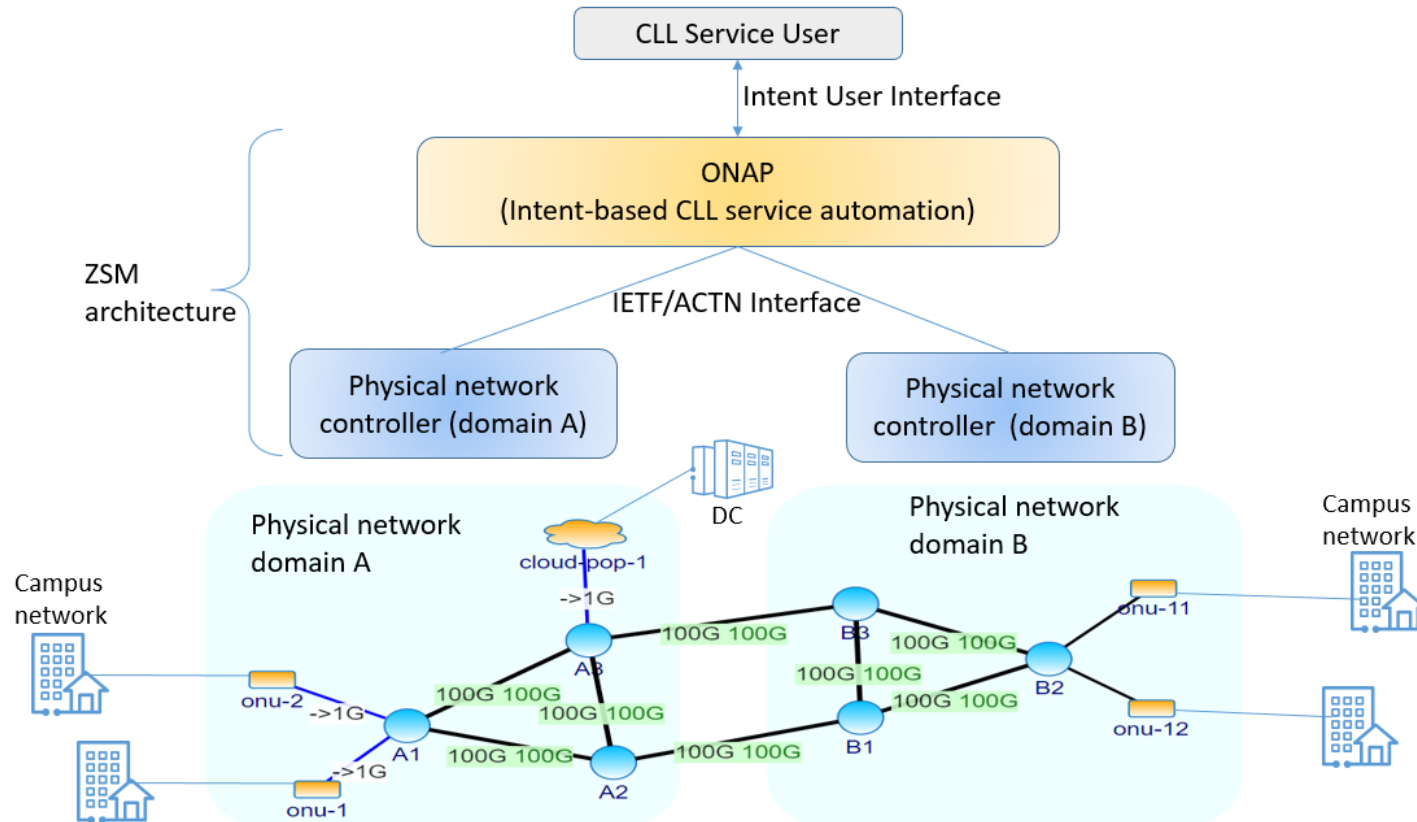 CLL Service User
Intent User Interface
ONAP
(Intent-based CLL service automation)
ZSM
architecture
IETF/ACTN Interface
Physical network
controller (domain A)
Physical network
controller (domain B)
DC
Physical network
domain A
Physical network
domain B
Campus
network
cloud-pop-1
Campus
network
->1G
onu-11
100G 100G
B3
100G 100G
A3
100G 100G
100G 100G
B2
onu-2
->1G
100G 100G
100G 100G
A1
B1
onu-12
100G 100G
100G 100G
->1G
A2
onu-1